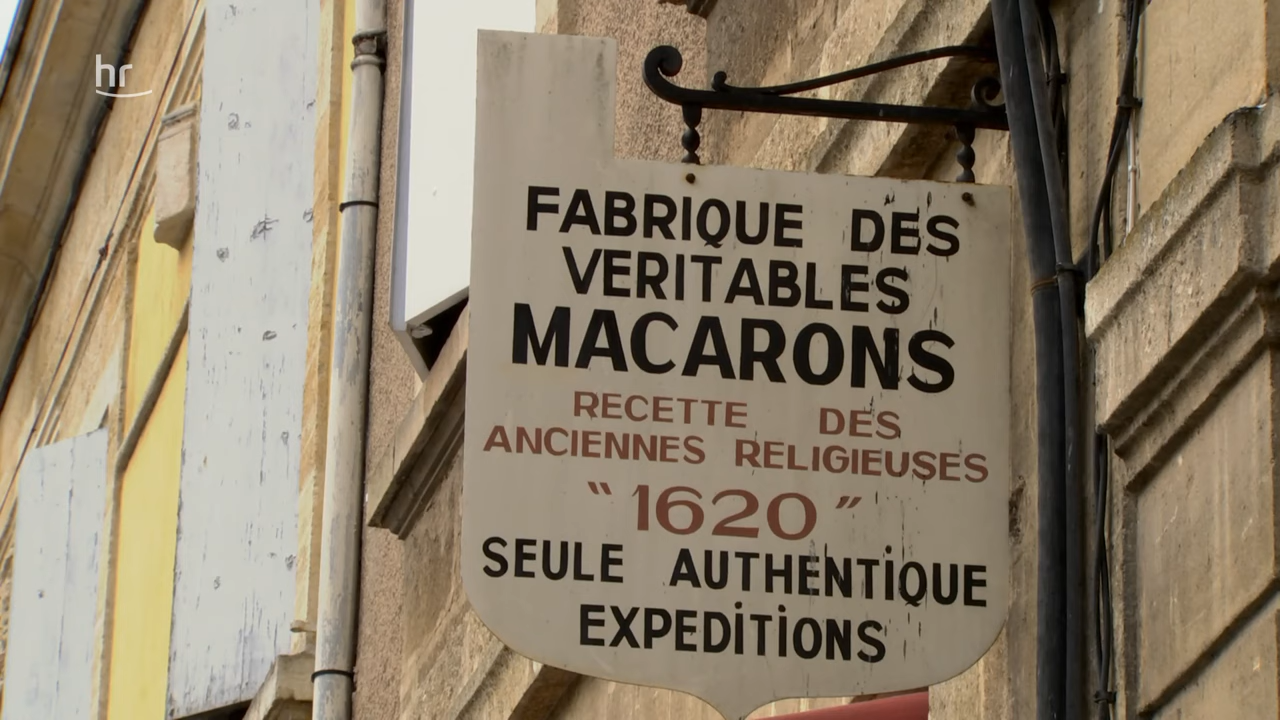 hr
FABRIQUE DES
VERITABLES
MACARONS
RECETTE DES
ANCIENNES RELIGIEUSES
"1620"
SEULE AUTHENTIQUE
EXPEDITIONS